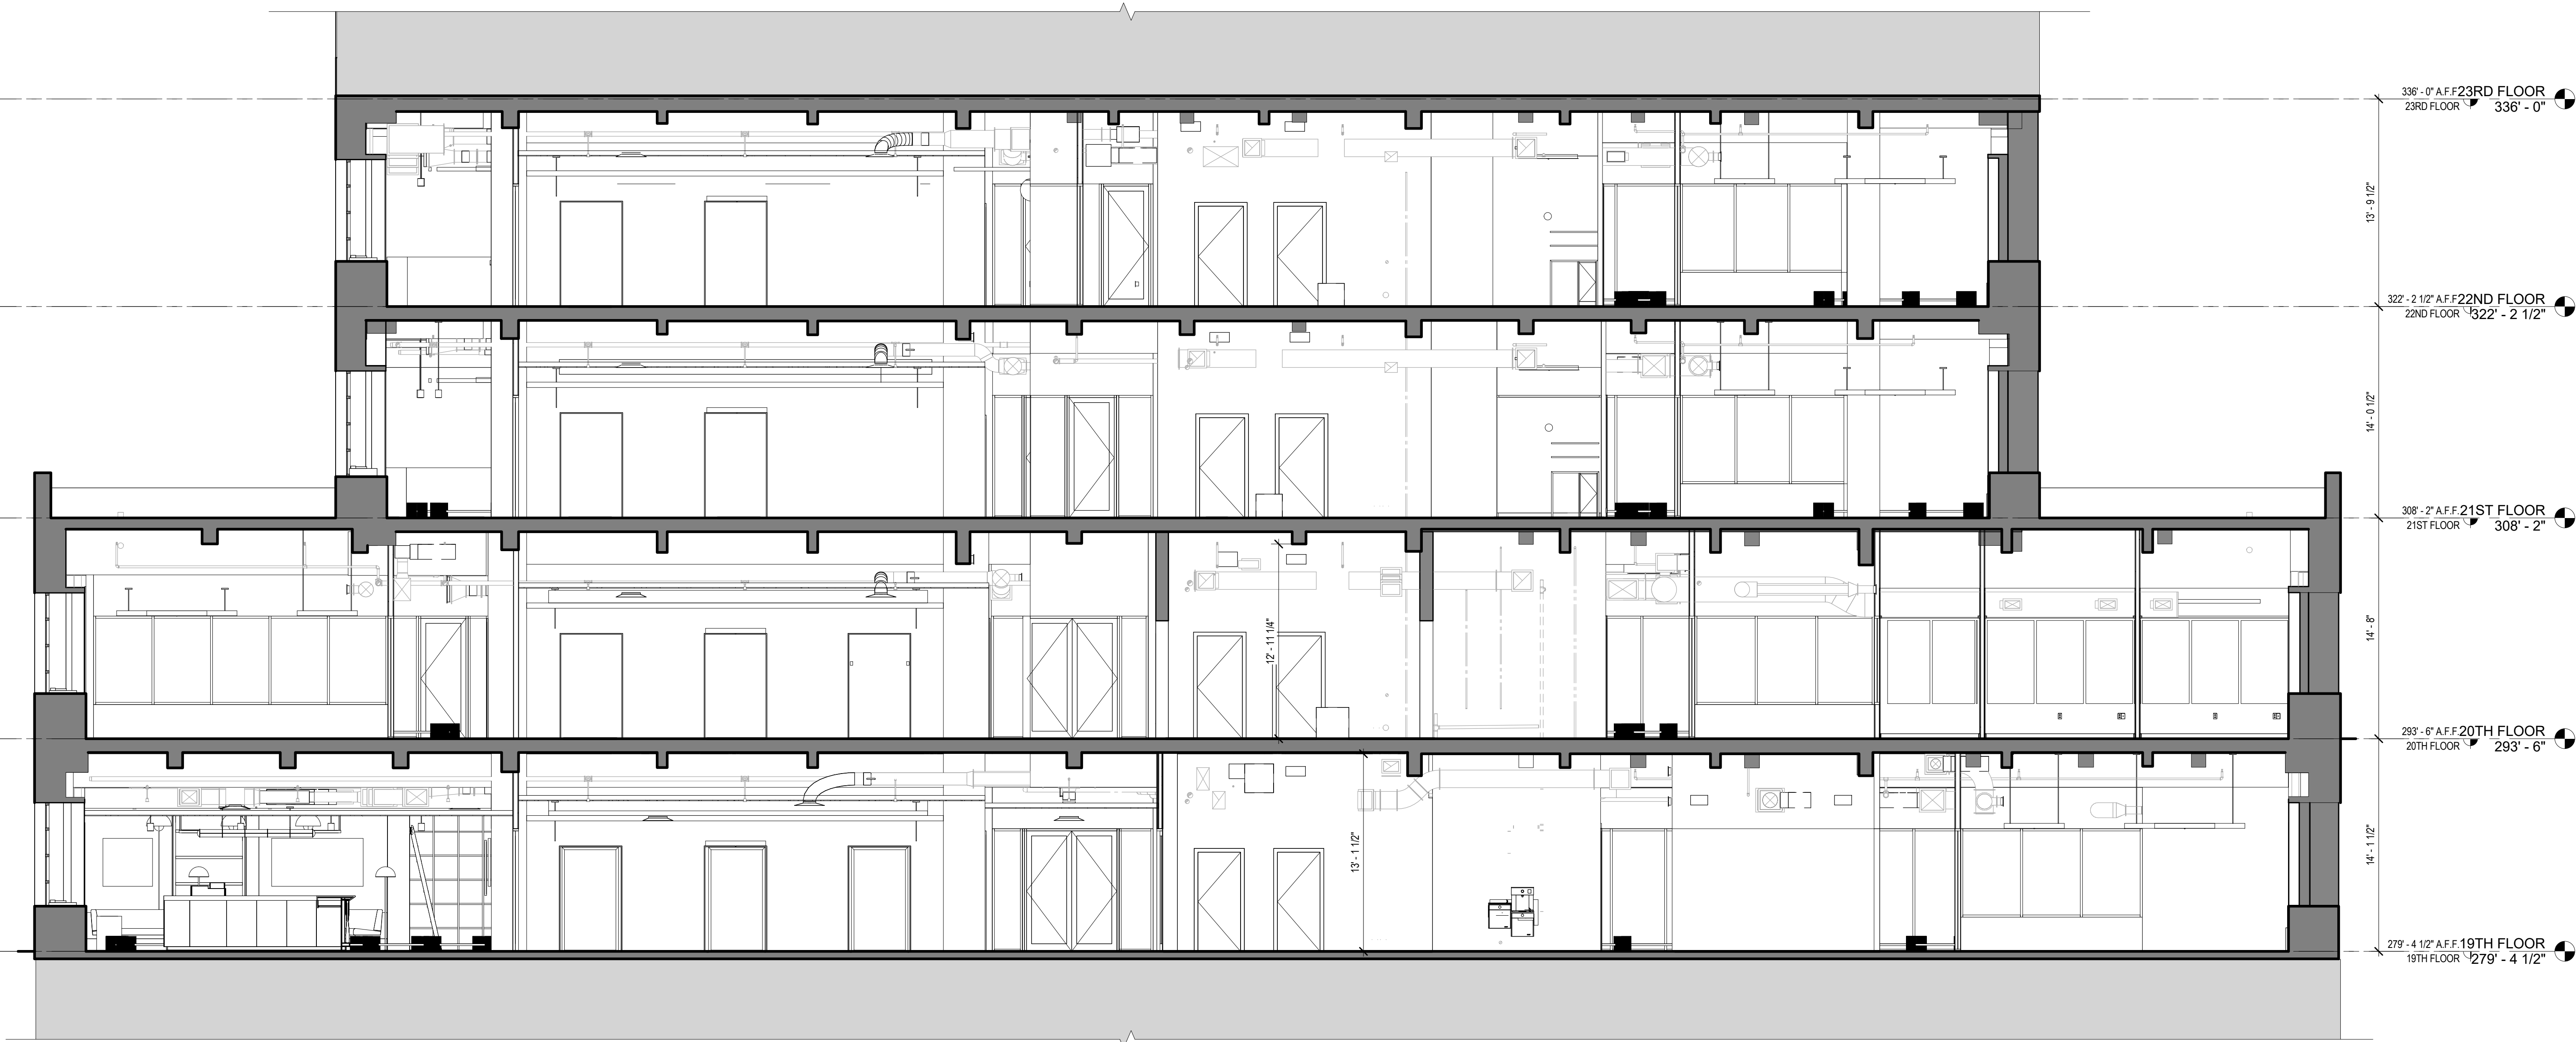 336' - 0" A.F.F. 23RD FLOOR
23RD FLOOR 336' - 0"
13' - 9 1/2"
322' - 2 1/2" A.F.F. 22ND FLOOR
22ND FLOOR 322' - 2 1/2"
14' - 0 1/2"
308' - 2" A.F.F. 21ST FLOOR
21ST FLOOR 308' - 2"
12' - 11 1/4"
14' - 8"
293' - 6" A.F.F. 20TH FLOOR
20TH FLOOR 293' - 6"
13' - 1 1/2"
14' - 1 1/2"
279' - 4 1/2" A.F.F. 19TH FLOOR
19TH FLOOR 279' - 4 1/2"